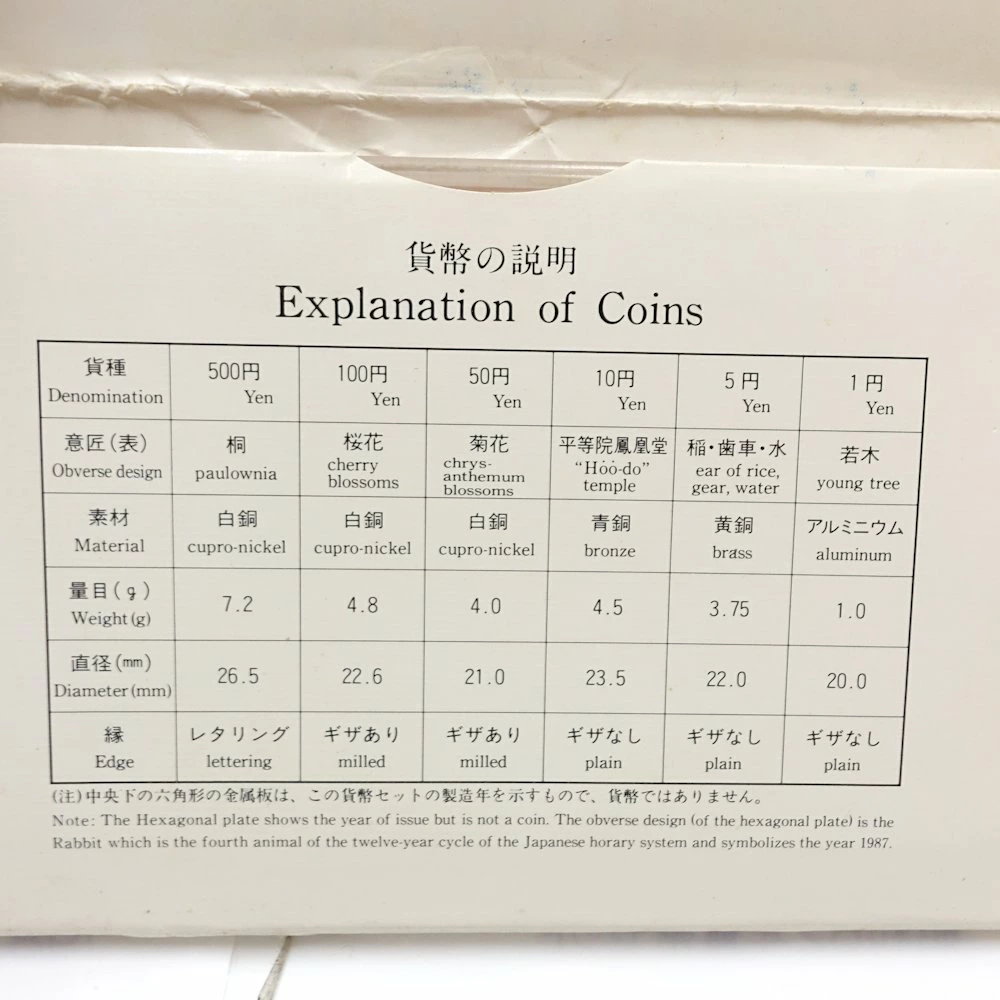 貨幣の説明
Explanation of Coins
貨種 500円 100円 50円 10円 5円 1円
Denomination Yen Yen Yen Yen Yen Yen
意匠(表) 桐 桜花 菊花 平等院鳳凰堂 稲・歯車・水 若木
Obverse design paulownia cherry blossoms chrys-anthemum blossoms “Hóó-do” temple ear of rice, gear, water young tree
素材 白銅 白銅 白銅 青銅 黄銅 アルミニウム
Material cupro-nickel cupro-nickel cupro-nickel bronze brass aluminum
量目(g)
Weight(g) 7.2 4.8 4.0 4.5 3.75 1.0
直径(mm)
Diameter(mm) 26.5 22.6 21.0 23.5 22.0 20.0
縁 レタリング ギザあり ギザあり ギザなし ギザなし ギザなし
Edge lettering milled milled plain plain plain
(注)中央下の六角形の金属板は、この貨幣セットの製造年を示すもので、貨幣ではありません。
Note: The Hexagonal plate shows the year of issue but is not a coin. The obverse design (of the hexagonal plate) is the
Rabbit which is the fourth animal of the twelve-year cycle of the Japanese horary system and symbolizes the year 1987.